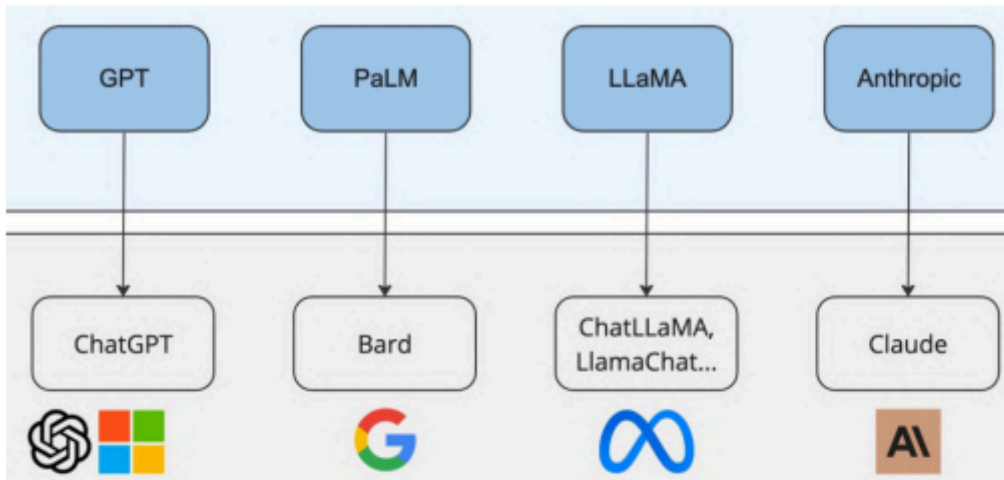 GPT
PaLM
LLaMA
Anthropic
ChatGPT
Bard
ChatLLaMA,
LlamaChat...
Claude
G
A\